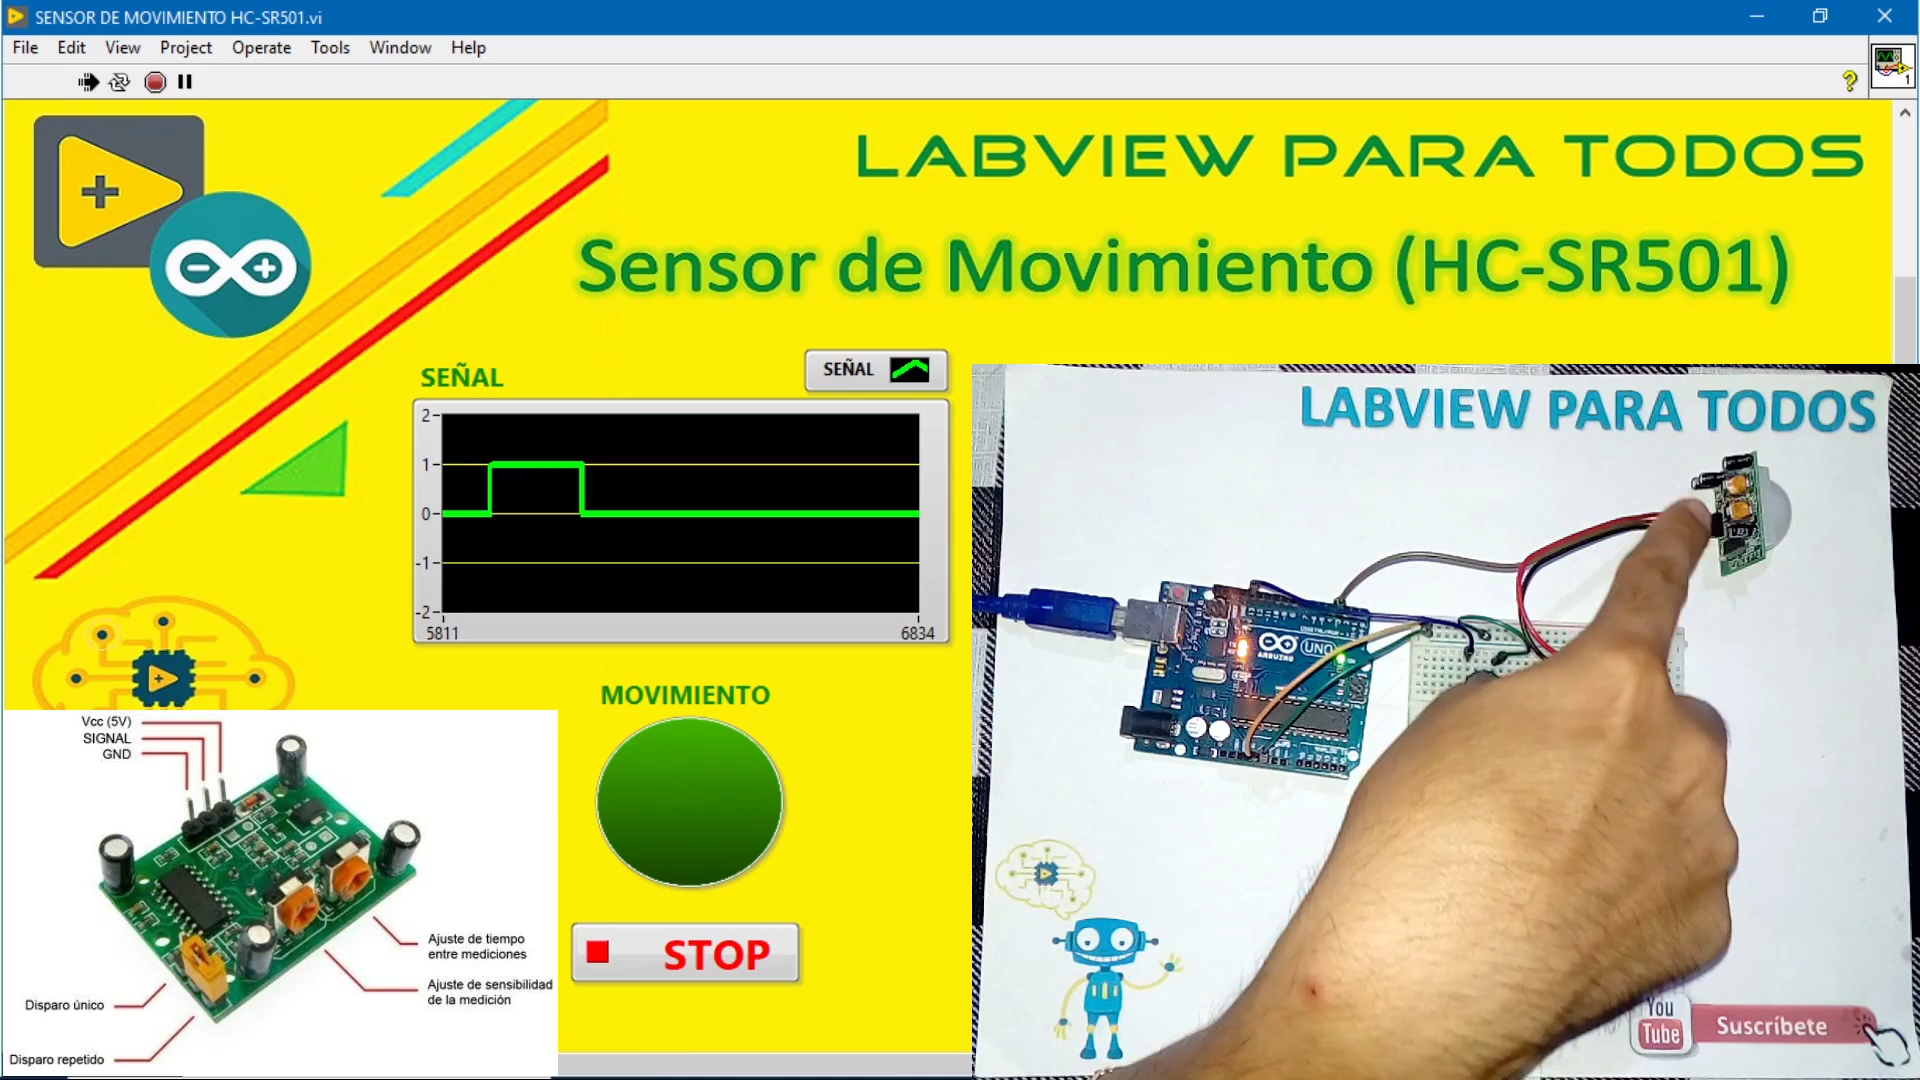 SENSOR DE MOVIMIENTO HC-SR501.vi
File Edit View Project Operate Tools Window Help
1
LABVIEW PARA TODOS
Sensor de Movimiento (HC-SR501)
SEÑAL
SEÑAL
2
1
0
-1
-2
5811
6834
MOVIMIENTO
STOP
Vcc (5V)
SIGNAL
GND
Ajuste de tiempo
entre mediciones
Ajuste de sensibilidad
de la medición
Disparo único
Disparo repetido
LABVIEW PARA TODOS
UNO
ARDUINO
You
Tube
Suscríbete